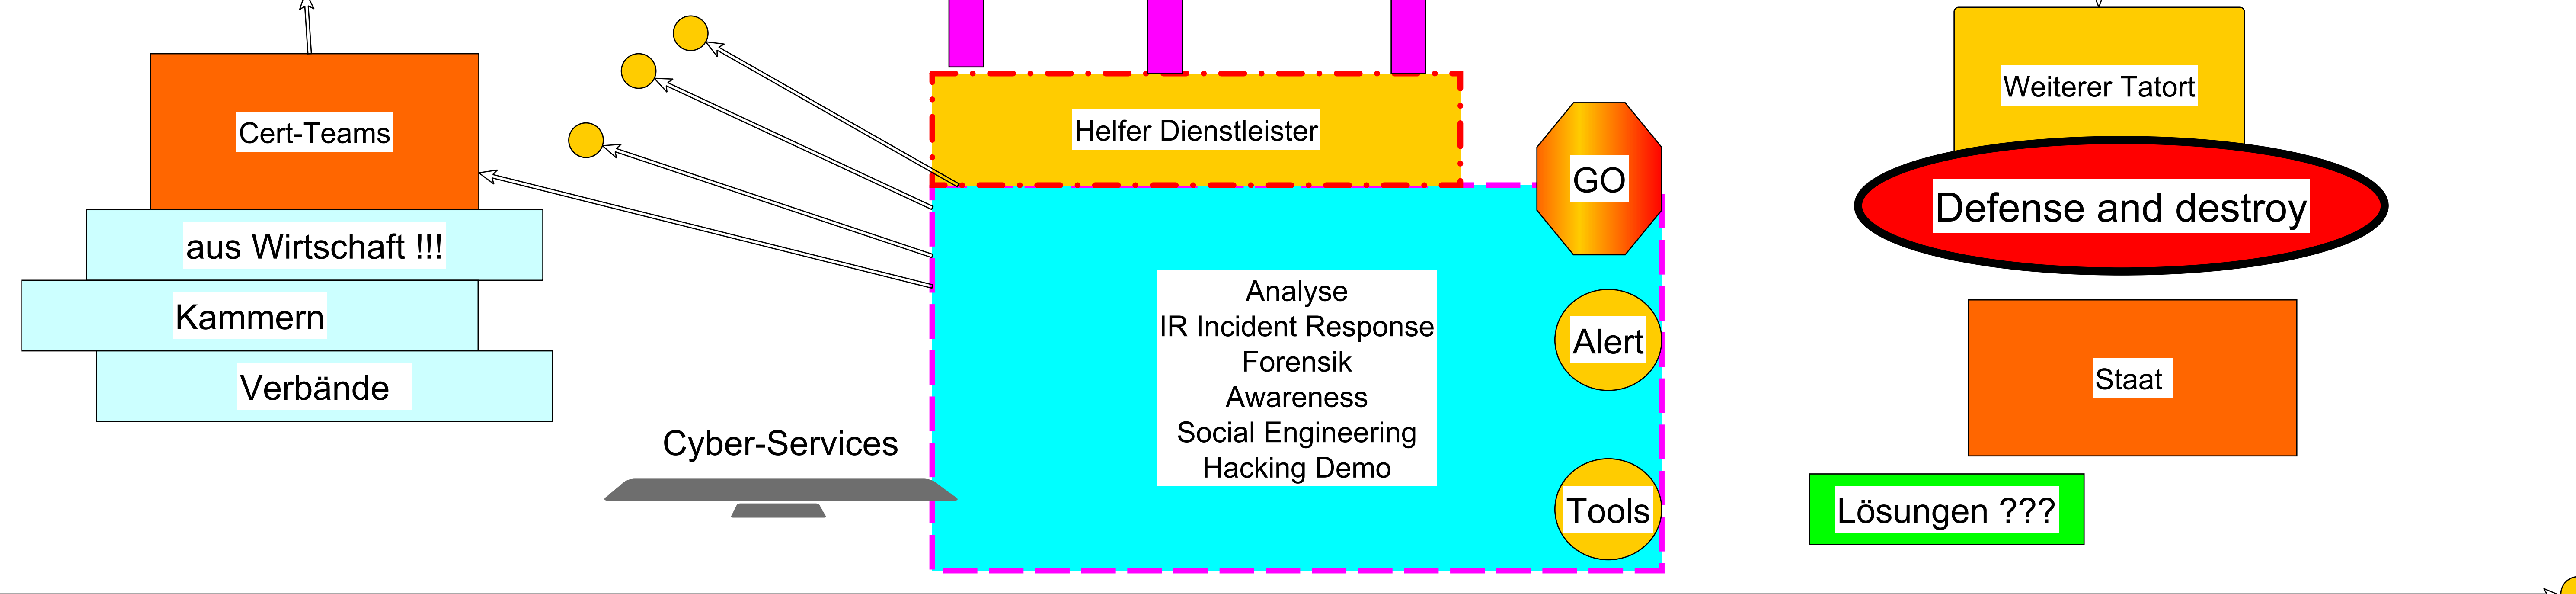 Cert-Teams
aus Wirtschaft !!!
Kammern
Verbände
Cyber-Services
Helfer Dienstleister
Analyse
IR Incident Response
Forensik
Awareness
Social Engineering
Hacking Demo
GO
Alert
Tools
Weiterer Tatort
Defense and destroy
Staat
Lösungen ???